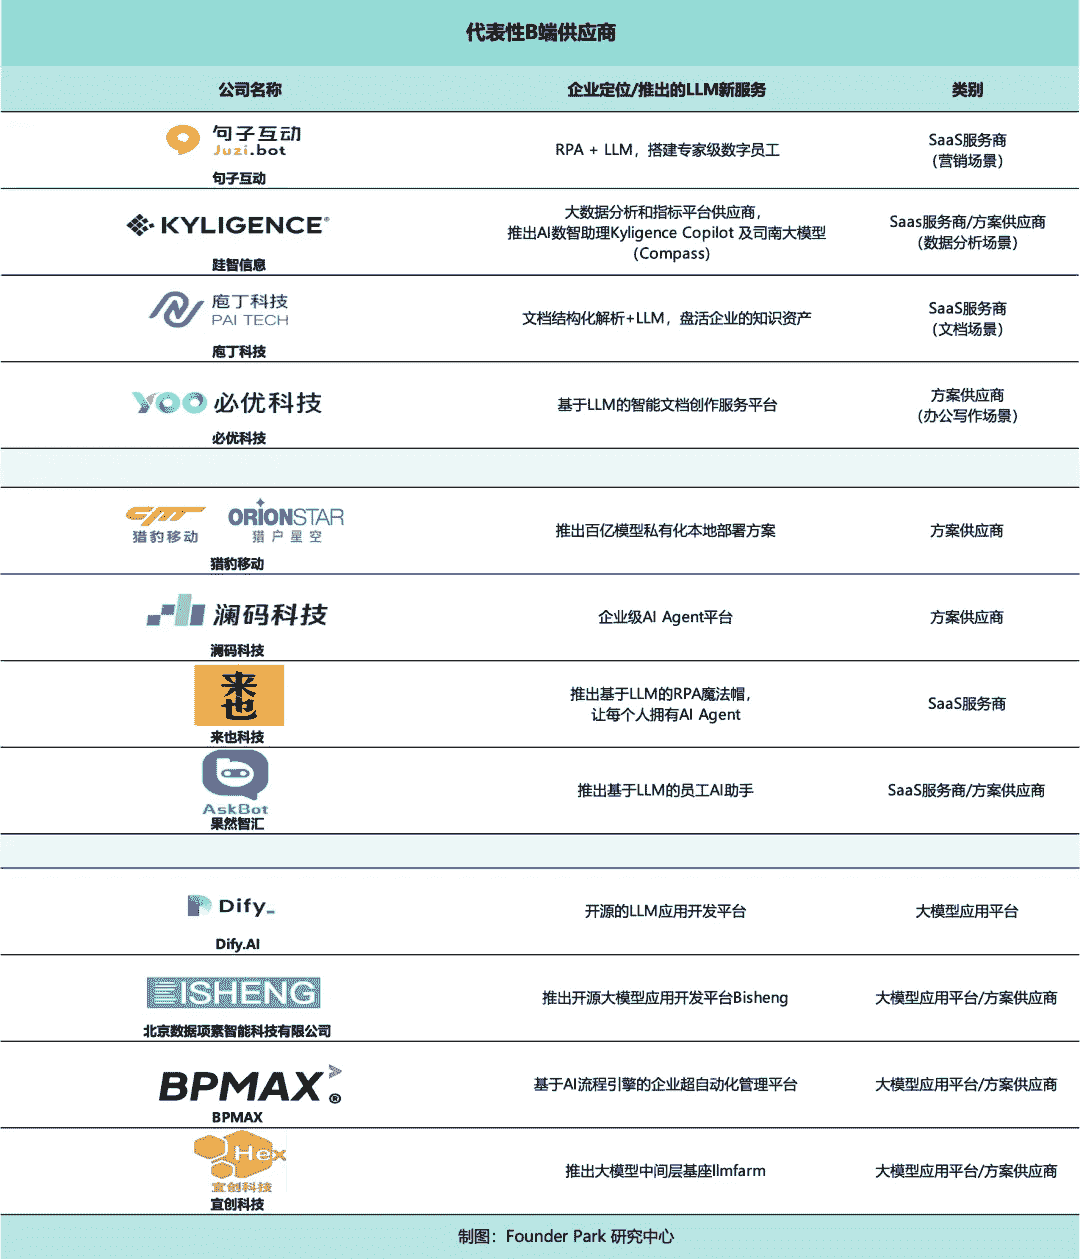 代表性B端供应商
公司名称
企业定位/推出的LLM新服务
类别
句子互动
Juzi.bot
句子互动
RPA + LLM，搭建专家级数字员工
SaaS服务商
（营销场景）
KYLIGENCE®
跬智信息
大数据分析和指标平台供应商，
推出AI数智助理Kyligence Copilot 及司南大模型
（Compass）
Saas服务商/方案供应商
（数据分析场景）
庖丁科技
PAI TECH
庖丁科技
文档结构化解析+LLM，盘活企业的知识资产
SaaS服务商
（文档场景）
YOO 必优科技
必优科技
基于LLM的智能文档创作服务平台
方案供应商
（办公写作场景）
猎豹移动
ORIONSTAR
猎户星空
猎豹移动
推出百亿模型私有化本地部署方案
方案供应商
澜码科技
澜码科技
企业级AI Agent平台
方案供应商
来也
来也科技
推出基于LLM的RPA魔法帽，
让每个人拥有AI Agent
SaaS服务商
AskBot
果然智汇
推出基于LLM的员工AI助手
SaaS服务商/方案供应商
Dify_
Dify.AI
开源的LLM应用开发平台
大模型应用平台
BISHENG
北京数据项素智能科技有限公司
推出开源大模型应用开发平台Bisheng
大模型应用平台/方案供应商
BPMAX®
BPMAX
基于AI流程引擎的企业超自动化管理平台
大模型应用平台/方案供应商
Hex
宜创科技
宜创科技
推出大模型中间层基座llmfarm
大模型应用平台/方案供应商
制图：Founder Park 研究中心